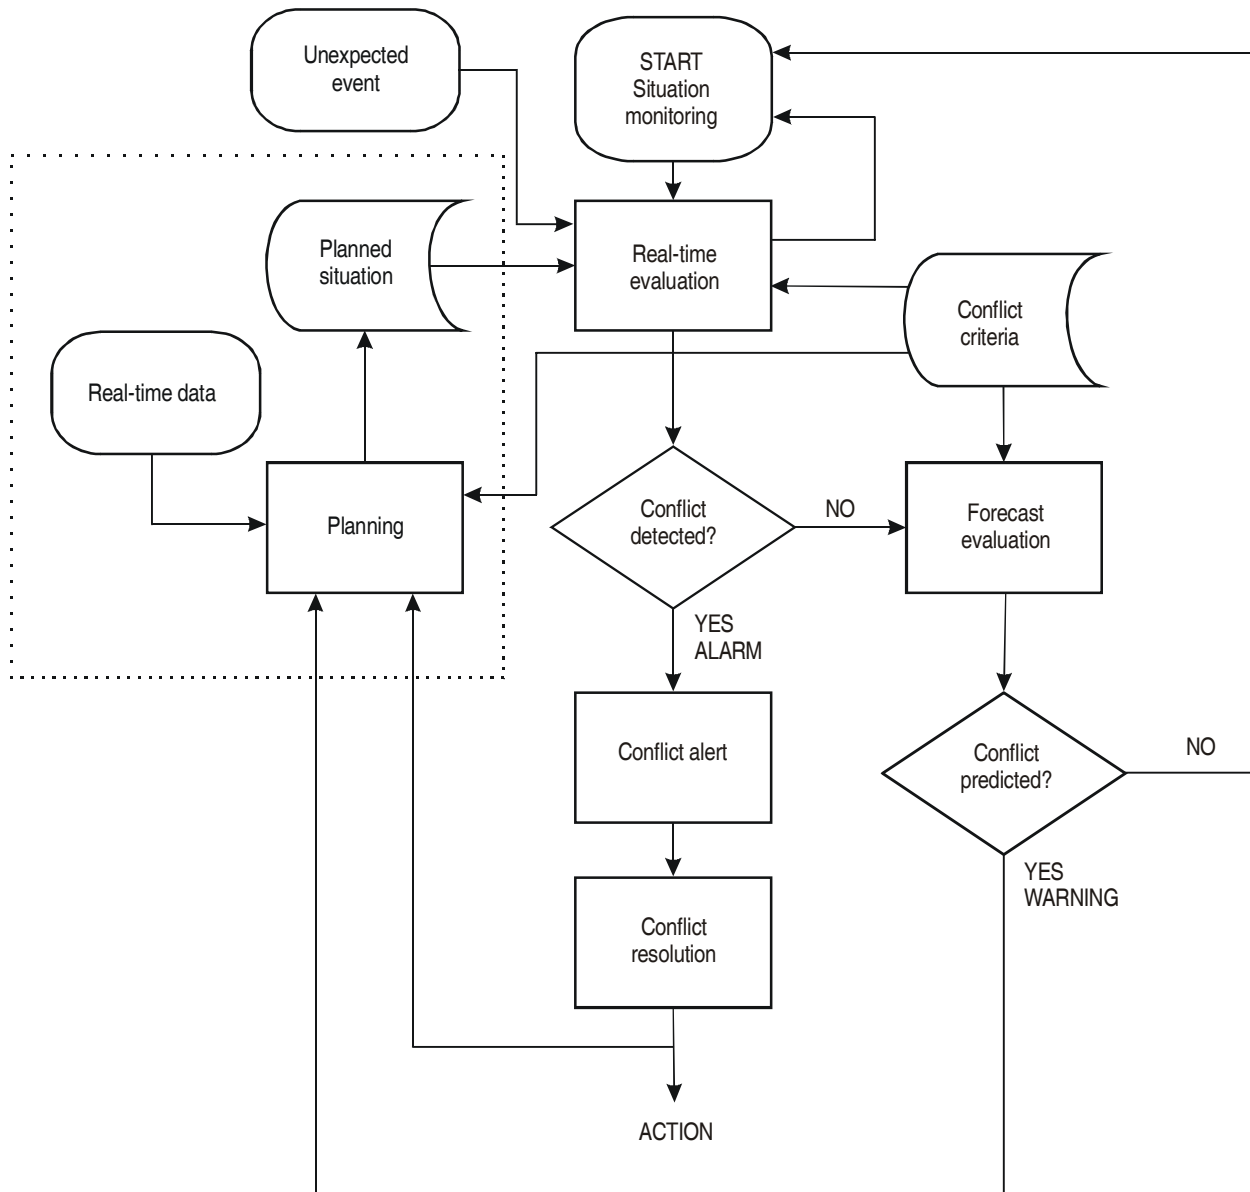 Unexpected
event
START
Situation
monitoring
Planned
situation
Real-time
evaluation
Conflict
criteria
Real-time data
Planning
Conflict
detected?
NO
Forecast
evaluation
YES
ALARM
Conflict alert
Conflict
predicted?
NO
YES
WARNING
Conflict
resolution
ACTION